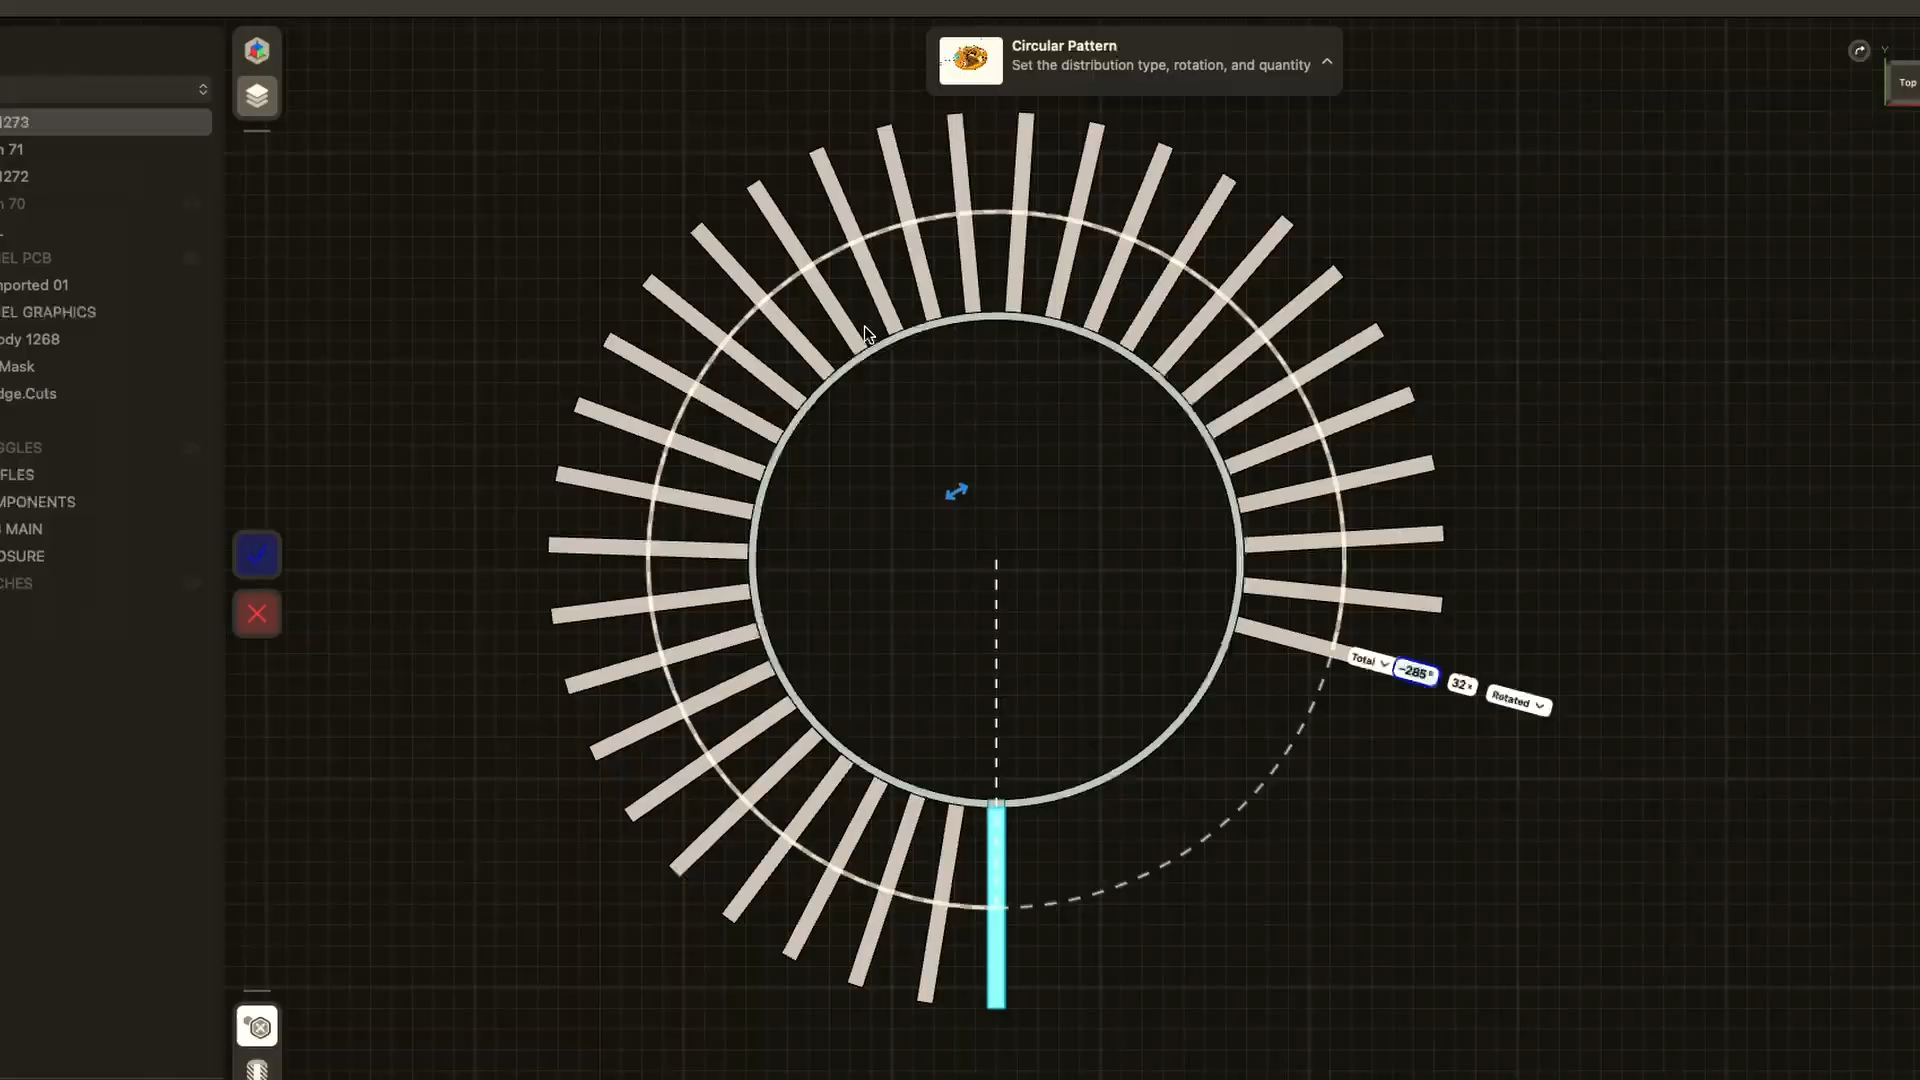 Circular Pattern
Set the distribution type, rotation, and quantity
Y
Top
1273
71
1272
70
EL PCB
mported 01
EL GRAPHICS
ody 1268
Mask
dge.Cuts
GGLES
FLES
MPONENTS
MAIN
OSURE
CHES
Total
-285°
32×
Rotated